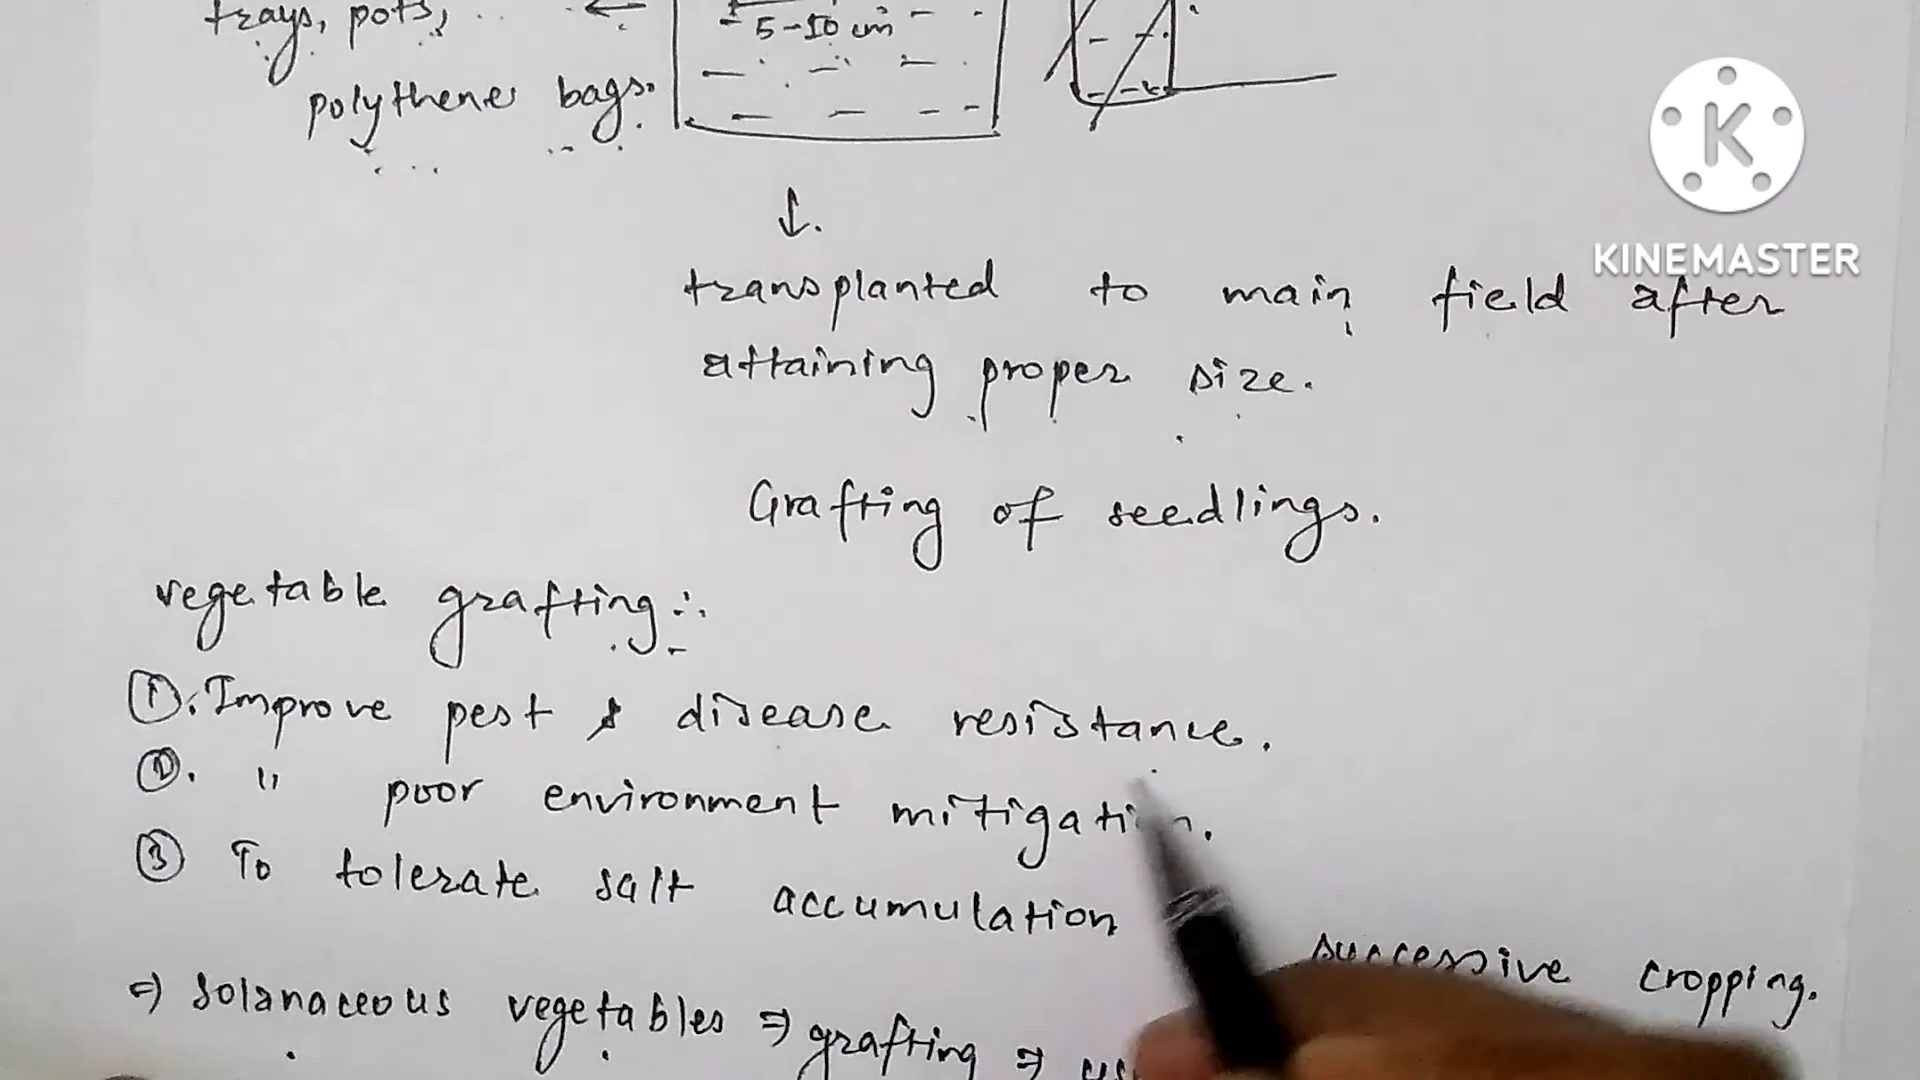 trays, pots,
5-10 cm
polythene bags.
KINEMASTER
transplanted to main field after
attaining proper size.
Grafting of seedlings.
vegetable grafting :-
①. Improve pest & disease resistance.
②. " poor environment mitigation.
③ To tolerate salt accumulation successive cropping.
⇒ solanaceous vegetables ⇒ grafting ⇒